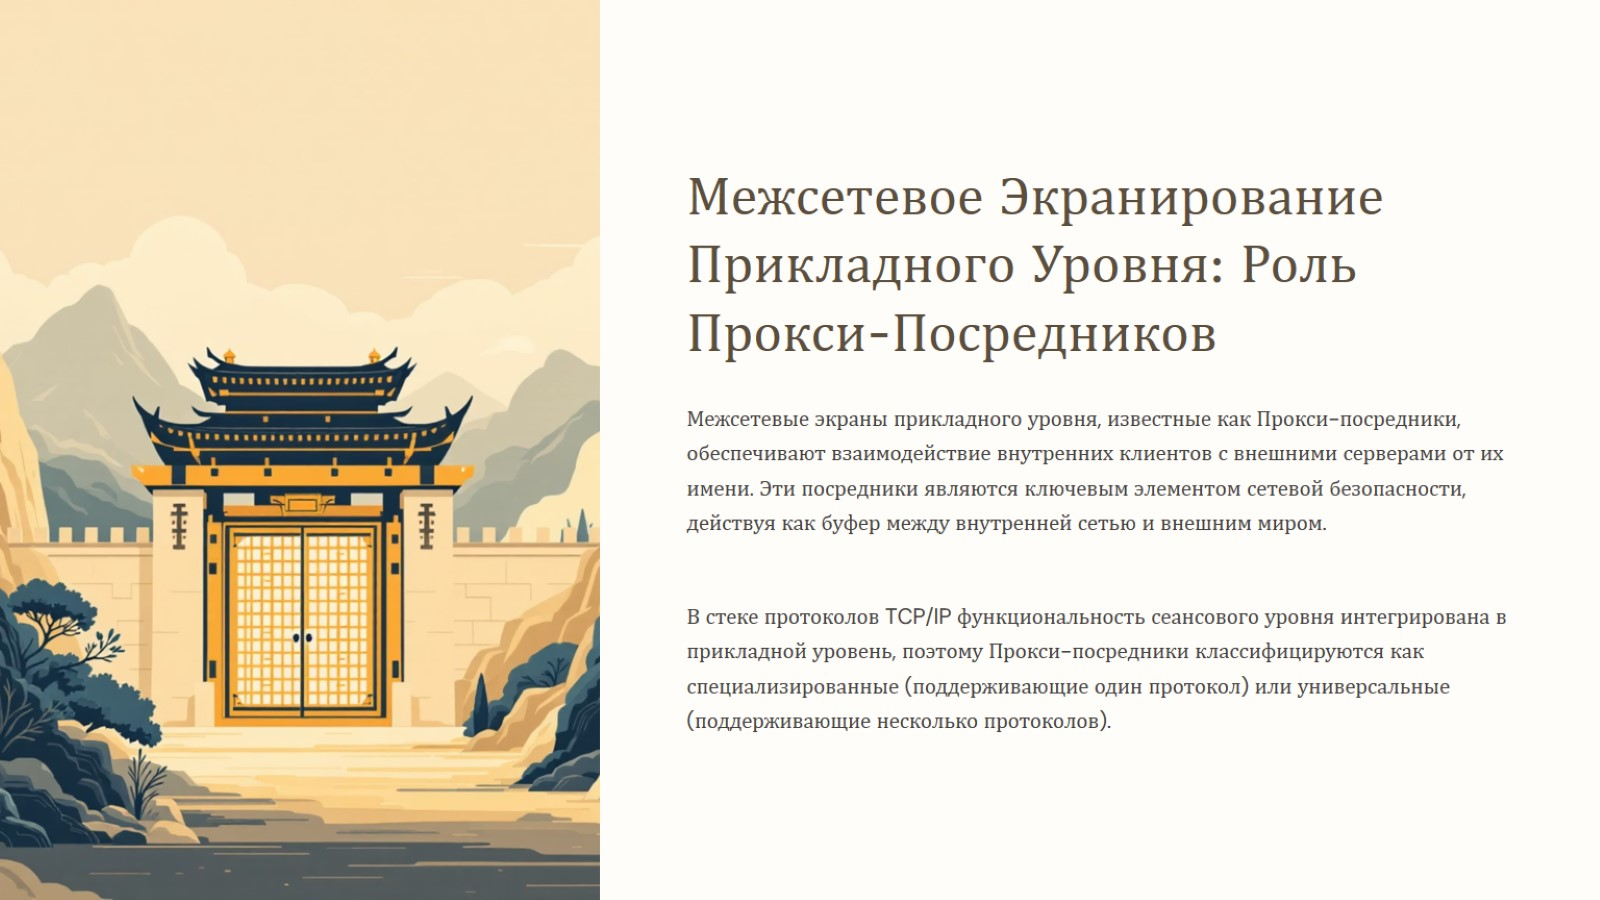 Межсетевое Экранирование
Прикладного Уровня: Роль
Прокси-Посредников
Межсетевые экраны прикладного уровня, известные как Прокси-посредники,
обеспечивают взаимодействие внутренних клиентов с внешними серверами от их
имени. Эти посредники являются ключевым элементом сетевой безопасности,
действуя как буфер между внутренней сетью и внешним миром.
В стеке протоколов TCP/IP функциональность сеансового уровня интегрирована в
прикладной уровень, поэтому Прокси-посредники классифицируются как
специализированные (поддерживающие один протокол) или универсальные
(поддерживающие несколько протоколов).